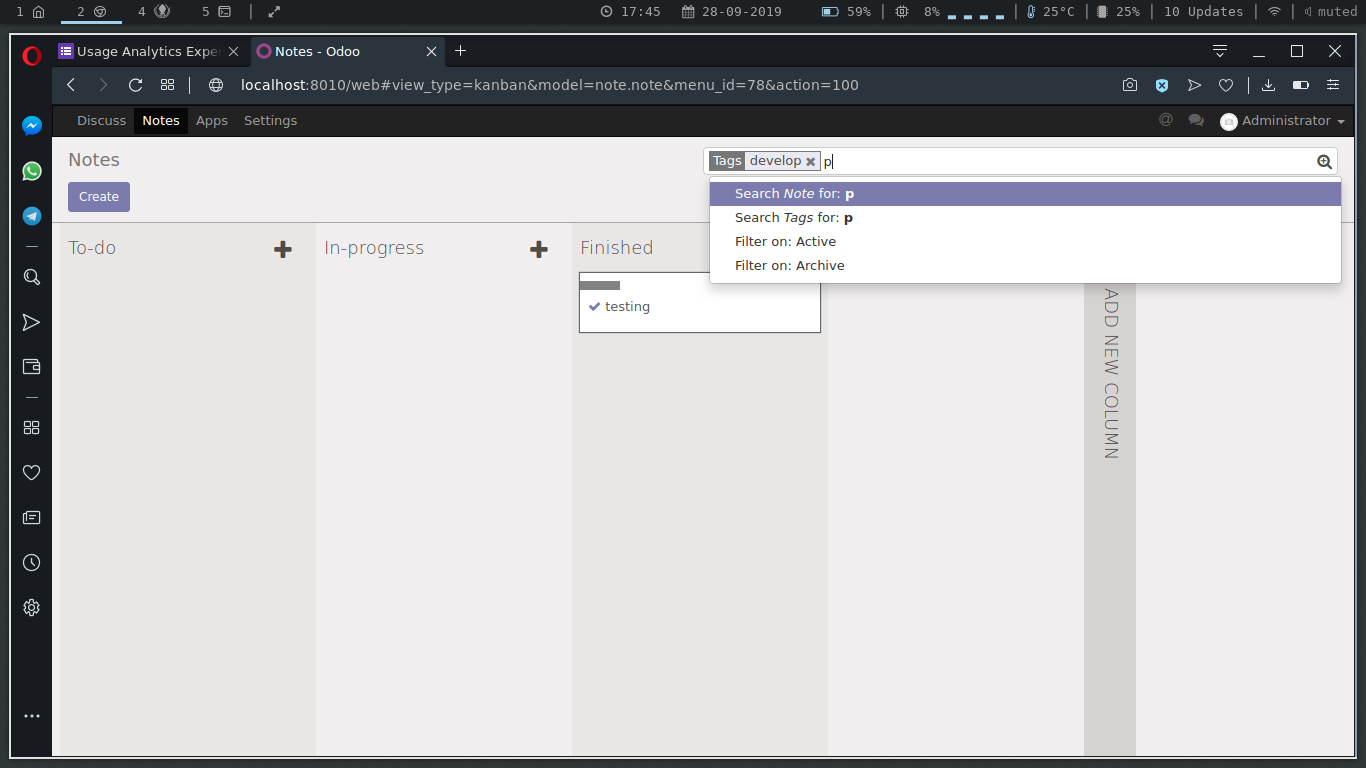 1 2 4 5 17:45 28-09-2019 59% 8% 25°C 25% 10 Updates muted
Usage Analytics Expe Notes - Odoo
localhost:8010/web#view_type=kanban&model=note.note&menu_id=78&action=100
Discuss Notes Apps Settings @ Administrator
Notes Tags develop p
Create
Search Note for: p
Search Tags for: p
Filter on: Active
Filter on: Archive
To-do In-progress Finished
testing
ADD NEW COLUMN